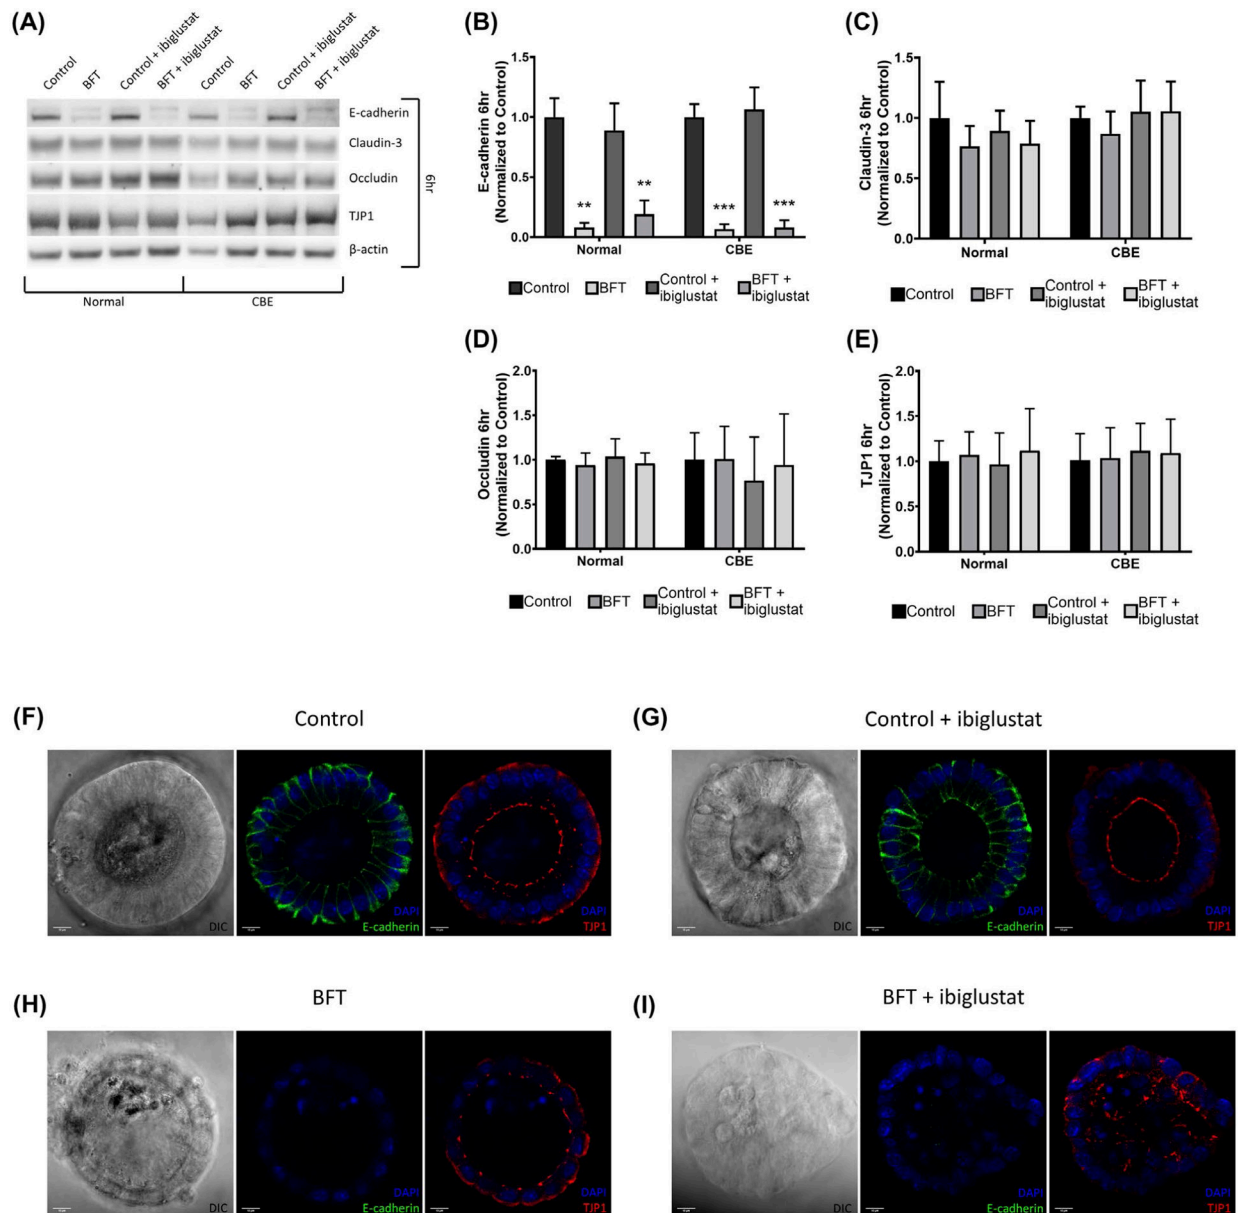 (A)
Control
BFT
Control + ibiglustat
BFT + ibiglustat
Control
BFT
Control + ibiglustat
BFT + ibiglustat
E-cadherin
Claudin-3
Occludin
TJP1
β-actin
6hr
Normal
CBE
(B)
E-cadherin 6hr
(Normalized to Control)
1.5
1.0
0.5
0.0
**
**
***
***
Normal
CBE
Control
BFT
Control +
ibiglustat
BFT +
ibiglustat
(C)
Claudin-3 6hr
(Normalized to Control)
1.5
1.0
0.5
0.0
Normal
CBE
Control
BFT
Control +
ibiglustat
BFT +
ibiglustat
(D)
Occludin 6hr
(Normalized to Control)
2.0
1.5
1.0
0.5
0.0
Normal
CBE
Control
BFT
Control +
ibiglustat
BFT +
ibiglustat
(E)
TJP1 6hr
(Normalized to Control)
2.0
1.5
1.0
0.5
0.0
Normal
CBE
Control
BFT
Control +
ibiglustat
BFT +
ibiglustat
(F)
Control
DIC
DAPI
E-cadherin
DAPI
TJP1
(G)
Control + ibiglustat
DIC
DAPI
E-cadherin
DAPI
TJP1
(H)
BFT
DIC
DAPI
E-cadherin
DAPI
TJP1
(I)
BFT + ibiglustat
DIC
DAPI
E-cadherin
DAPI
TJP1